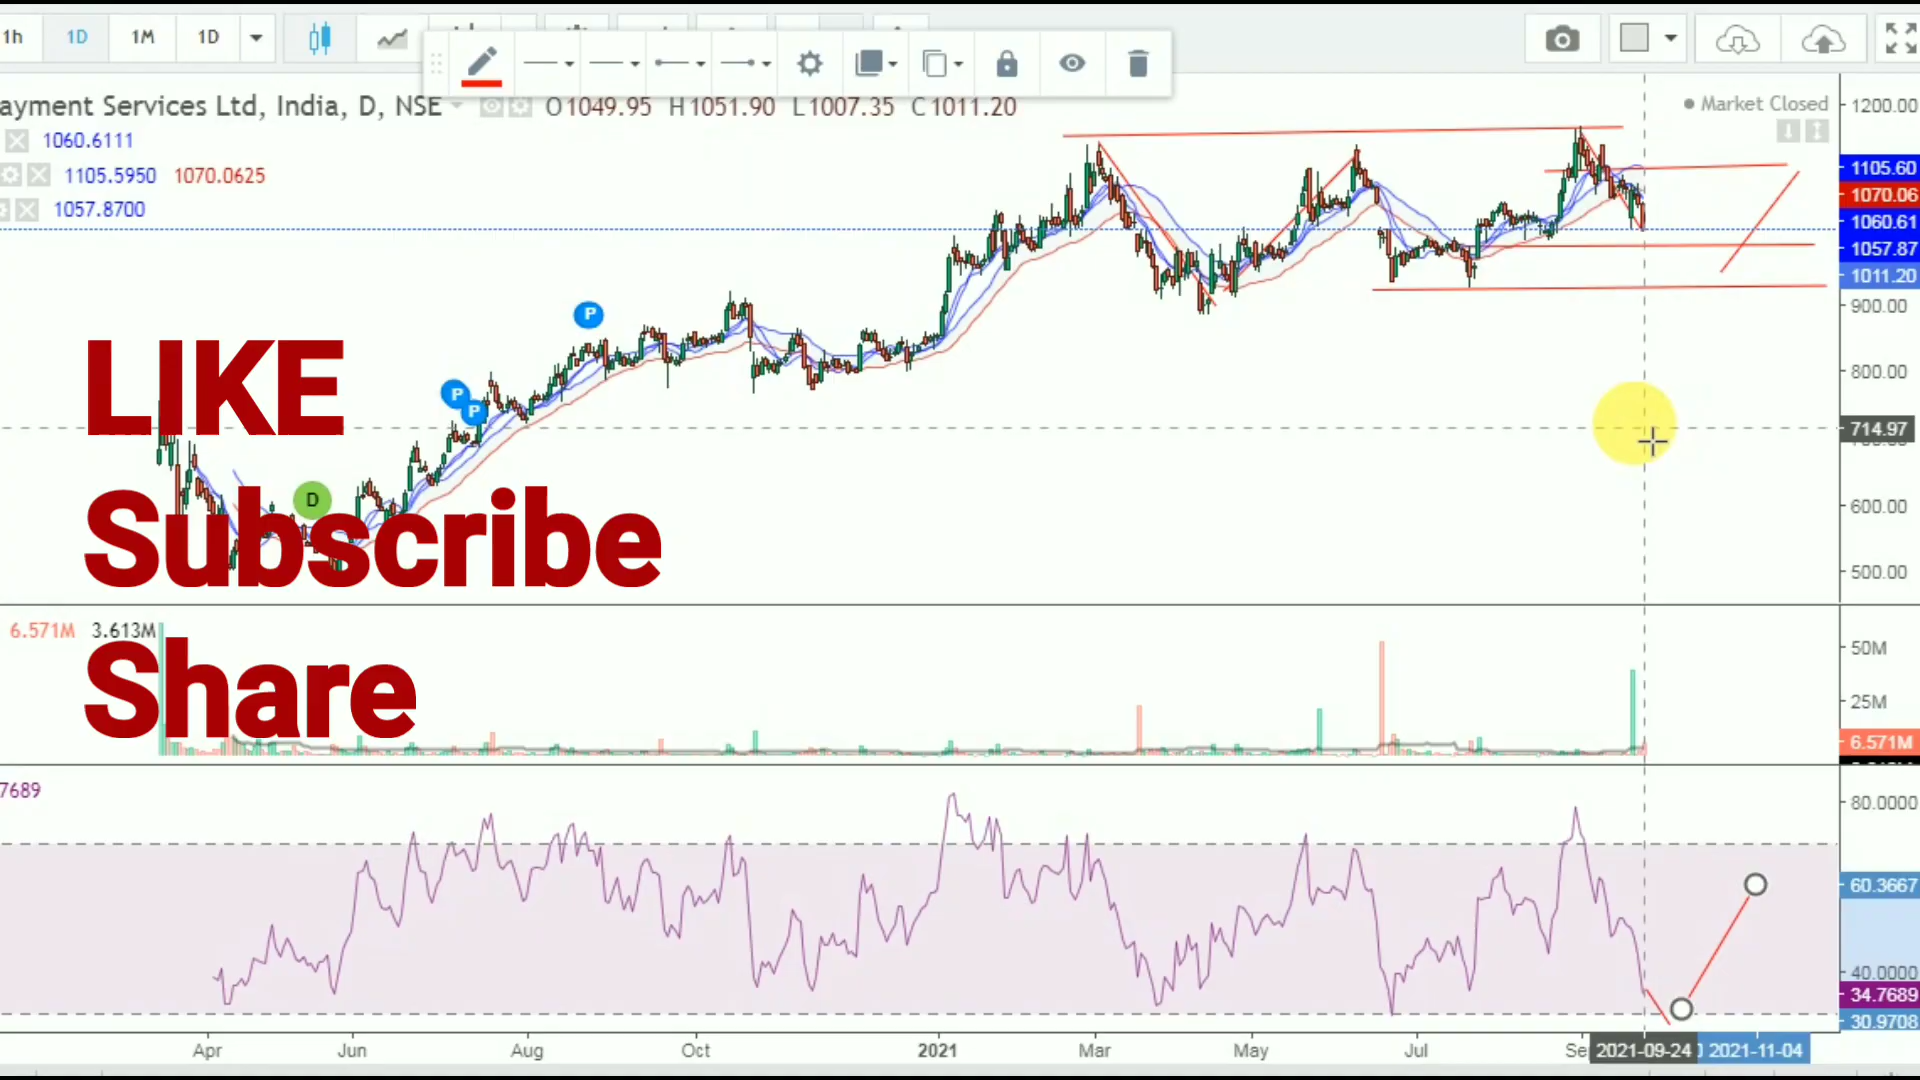 1h 1D 1M 1D
ayment Services Ltd, India, D, NSE O1049.95 H1051.90 L1007.35 C1011.20
Market Closed
1060.6111
1105.5950 1070.0625
1057.8700
1200.00
1105.60
1070.06
1060.61
1057.87
1011.20
900.00
800.00
714.97
600.00
500.00
P
P
P
D
LIKE
Subscribe
Share
6.571M 3.613M
50M
25M
6.571M
7689
80.0000
60.3667
40.0000
34.7689
30.9708
Apr Jun Aug Oct 2021 Mar May Jul Se 2021-09-24 2021-11-04